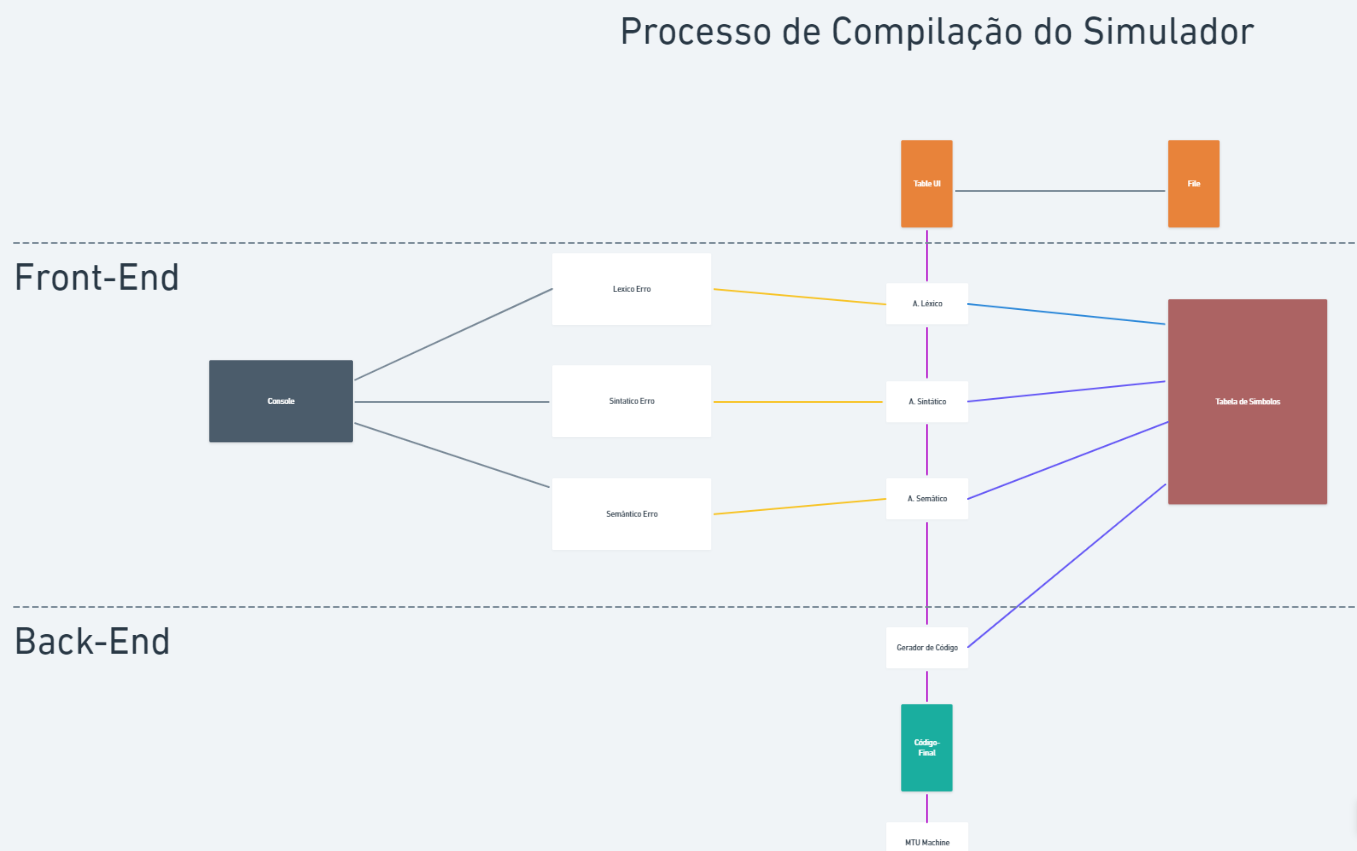 Processo de Compilação do Simulador
Table UI
File
Front-End
Lexico Erro
A. Léxico
Console
Sintatico Erro
A. Sintático
Tabela de Simbolos
Semântico Erro
A. Semático
Back-End
Gerador de Código
Código-
Final
MTU Machine